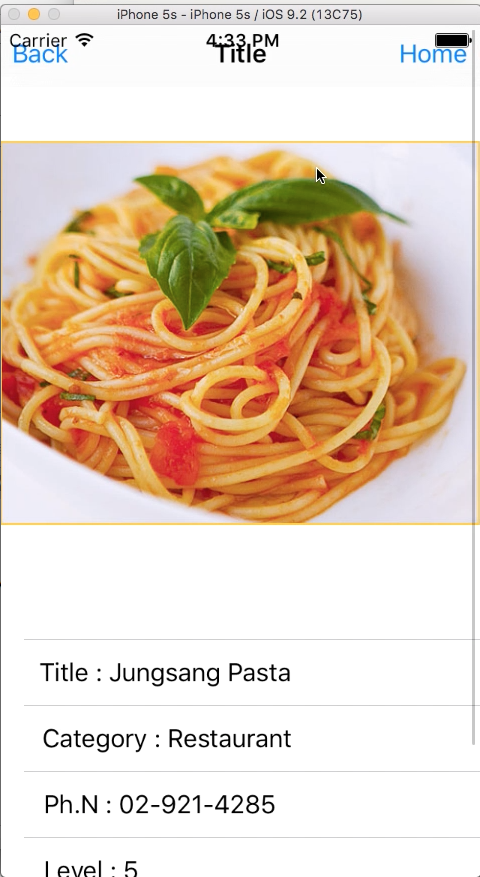 iPhone 5s - iPhone 5s / iOS 9.2 (13C75)
Carrier 4:33 PM
Back Title Home
Title : Jungsang Pasta
Category : Restaurant
Ph.N : 02-921-4285
Level : 5